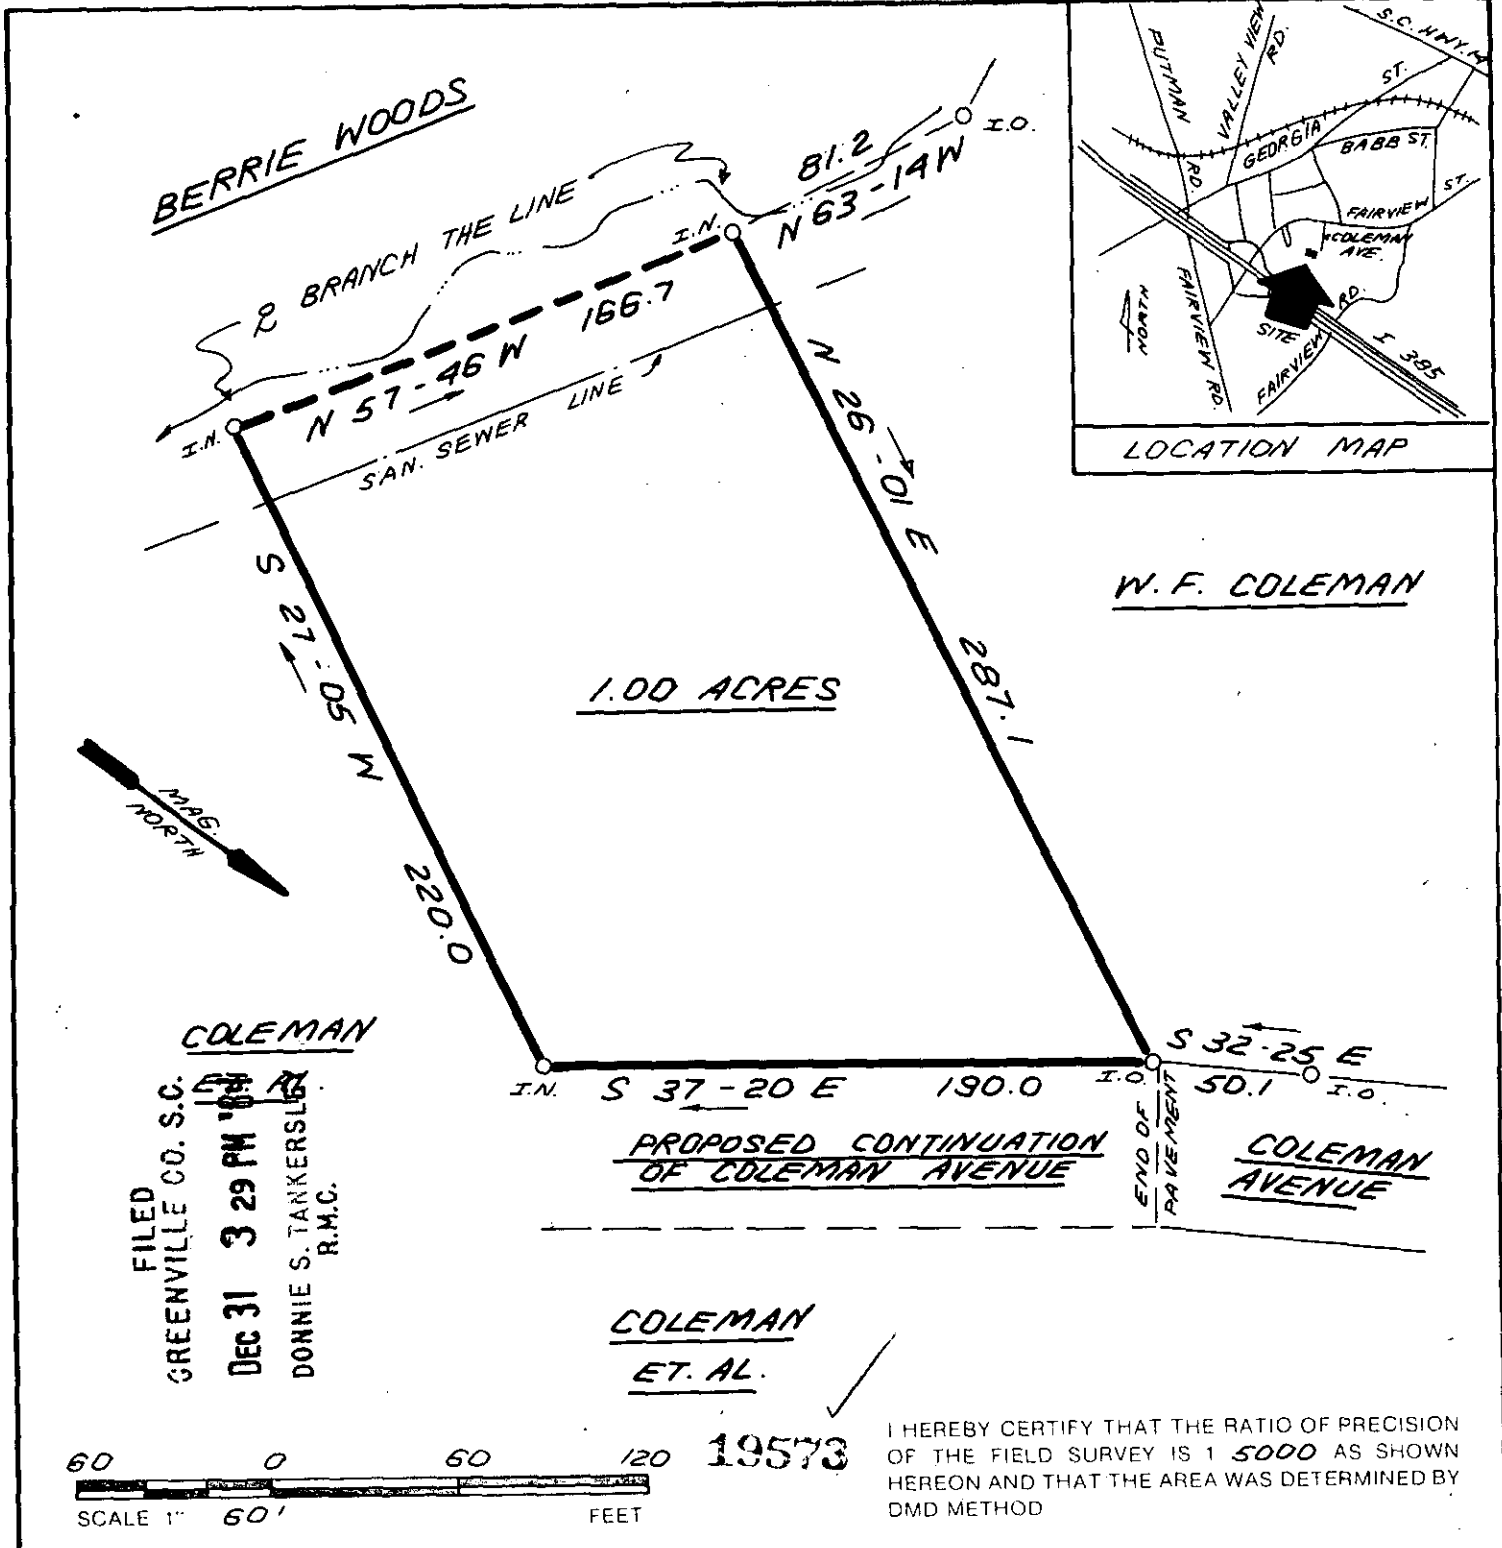 BERRIE WOODS
℄ BRANCH THE LINE
I.N.
I.N.
I.O.
81.2
N 63-14 W
N 57-46 W 166.7
SAN. SEWER LINE
N 26-01 E 287.1
S 27-05 W 220.0
1.00 ACRES
W. F. COLEMAN
MAG.
NORTH
PUTMAN RD.
VALLEY VIEW RD.
S.C. HWY. 14
GEORGIA ST.
BABB ST.
FAIRVIEW ST.
COLEMAN
AVE.
NORTH
FAIRVIEW RD.
SITE
FAIRVIEW RD.
I 385
LOCATION MAP
COLEMAN
ET AL.
I.N.
S 37-20 E 190.0
I.O.
S 32-25 E
50.1
I.O.
PROPOSED CONTINUATION
OF COLEMAN AVENUE
END OF
PAVEMENT
COLEMAN
AVENUE
FILED
GREENVILLE CO. S.C.
DEC 31 3 29 PM
DONNIE S. TANKERSLEY
R.M.C.
COLEMAN
ET. AL.
19573
60 0 60 120
SCALE 1" 60' FEET
I HEREBY CERTIFY THAT THE RATIO OF PRECISION
OF THE FIELD SURVEY IS 1 5000 AS SHOWN
HEREON AND THAT THE AREA WAS DETERMINED BY
DMD METHOD